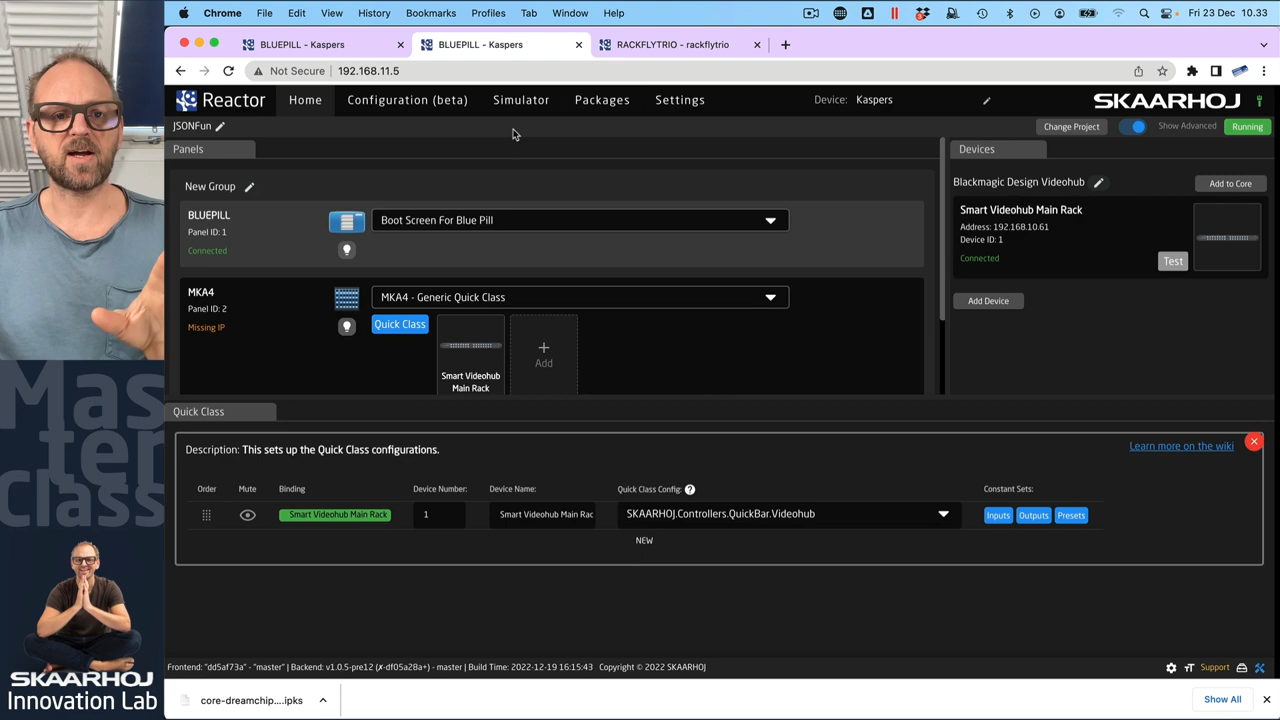 Chrome File Edit View History Bookmarks Profiles Tab Window Help Fri 23 Dec 10.33
BLUEPILL - Kaspers
BLUEPILL - Kaspers
RACKFLYTRIO - rackflytrio
Not Secure 192.168.11.5
Reactor Home Configuration (beta) Simulator Packages Settings Device: Kaspers SKAARHOJ
JSONFun Change Project Show Advanced Running
Panels
Devices
New Group
Blackmagic Design Videohub Add to Core
BLUEPILL
Panel ID: 1
Connected
Boot Screen For Blue Pill
Smart Videohub Main Rack
Address: 192.168.10.61
Device ID: 1
Connected
Test
Add Device
MKA4
Panel ID: 2
Missing IP
MKA4 - Generic Quick Class
Quick Class
Smart Videohub
Main Rack
+
Add
Quick Class
Description: This sets up the Quick Class configurations.
Learn more on the wiki
Order Mute Binding Device Number: Device Name: Quick Class Config: ? Constant Sets:
Smart Videohub Main Rack 1 Smart Videohub Main Rac SKAARHOJ.Controllers.QuickBar.Videohub Inputs Outputs Presets
NEW
Frontend: "dd5af73a" - "master" | Backend: v1.0.5-pre12 (✗-df05a28a+) - master | Build Time: 2022-12-19 16:15:43 Copyright © 2022 SKAARHOJ
Support
core-dreamchip....ipks
Show All
Mas
ter
Class
SKAARHOJ
Innovation Lab